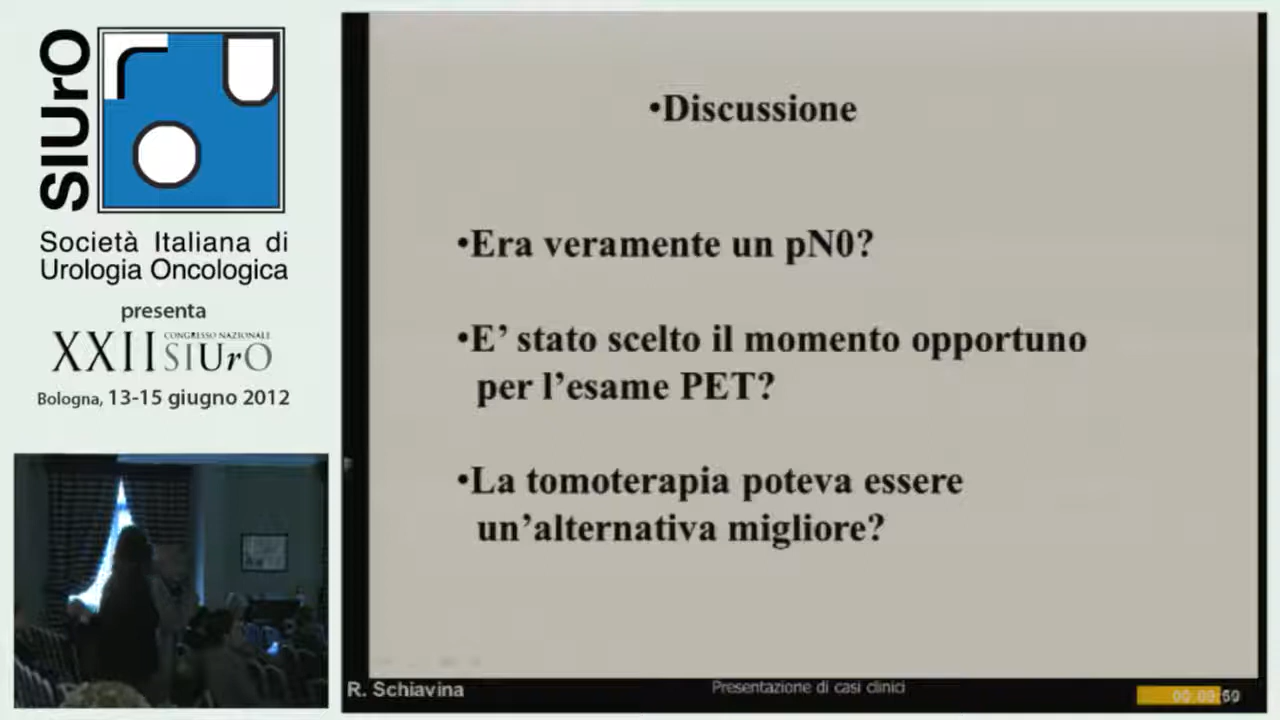 SIUrO
Società Italiana di
Urologia Oncologica
presenta
XXII CONGRESSO NAZIONALE SIUrO
Bologna, 13-15 giugno 2012
•Discussione
•Era veramente un pN0?
•E’ stato scelto il momento opportuno
per l’esame PET?
•La tomoterapia poteva essere
un’alternativa migliore?
R. Schiavina
Presentazione di casi clinici